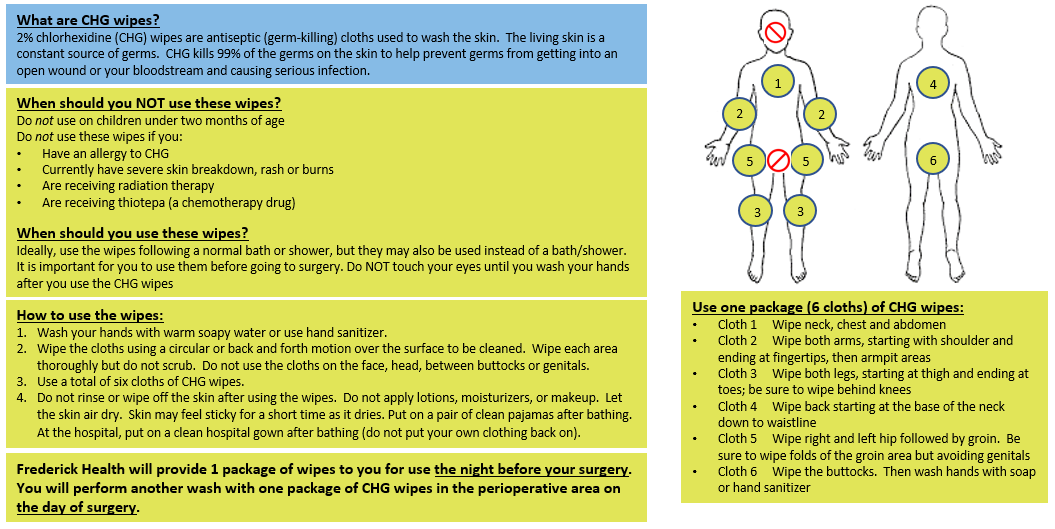 What are CHG wipes?
2% chlorhexidine (CHG) wipes are antiseptic (germ-killing) cloths used to wash the skin.  The living skin is a
constant source of germs.  CHG kills 99% of the germs on the skin to help prevent germs from getting into an
open wound or your bloodstream and causing serious infection.
When should you NOT use these wipes?
Do not use on children under two months of age
Do not use these wipes if you:
• Have an allergy to CHG
• Currently have severe skin breakdown, rash or burns
• Are receiving radiation therapy
• Are receiving thiotepa (a chemotherapy drug)
When should you use these wipes?
Ideally, use the wipes following a normal bath or shower, but they may also be used instead of a bath/shower.
It is important for you to use them before going to surgery. Do NOT touch your eyes until you wash your hands
after you use the CHG wipes
How to use the wipes:
1. Wash your hands with warm soapy water or use hand sanitizer.
2. Wipe the cloths using a circular or back and forth motion over the surface to be cleaned.  Wipe each area
thoroughly but do not scrub.  Do not use the cloths on the face, head, between buttocks or genitals.
3. Use a total of six cloths of CHG wipes.
4. Do not rinse or wipe off the skin after using the wipes.  Do not apply lotions, moisturizers, or makeup.  Let
the skin air dry.  Skin may feel sticky for a short time as it dries. Put on a pair of clean pajamas after bathing.
At the hospital, put on a clean hospital gown after bathing (do not put your own clothing back on).
Frederick Health will provide 1 package of wipes to you for use the night before your surgery.
You will perform another wash with one package of CHG wipes in the perioperative area on
the day of surgery.
1
4
2
2
5
5
6
3
3
Use one package (6 cloths) of CHG wipes:
• Cloth 1 Wipe neck, chest and abdomen
• Cloth 2 Wipe both arms, starting with shoulder and
ending at fingertips, then armpit areas
• Cloth 3 Wipe both legs, starting at thigh and ending at
toes; be sure to wipe behind knees
• Cloth 4 Wipe back starting at the base of the neck
down to waistline
• Cloth 5 Wipe right and left hip followed by groin.  Be
sure to wipe folds of the groin area but avoiding genitals
• Cloth 6 Wipe the buttocks.  Then wash hands with soap
or hand sanitizer